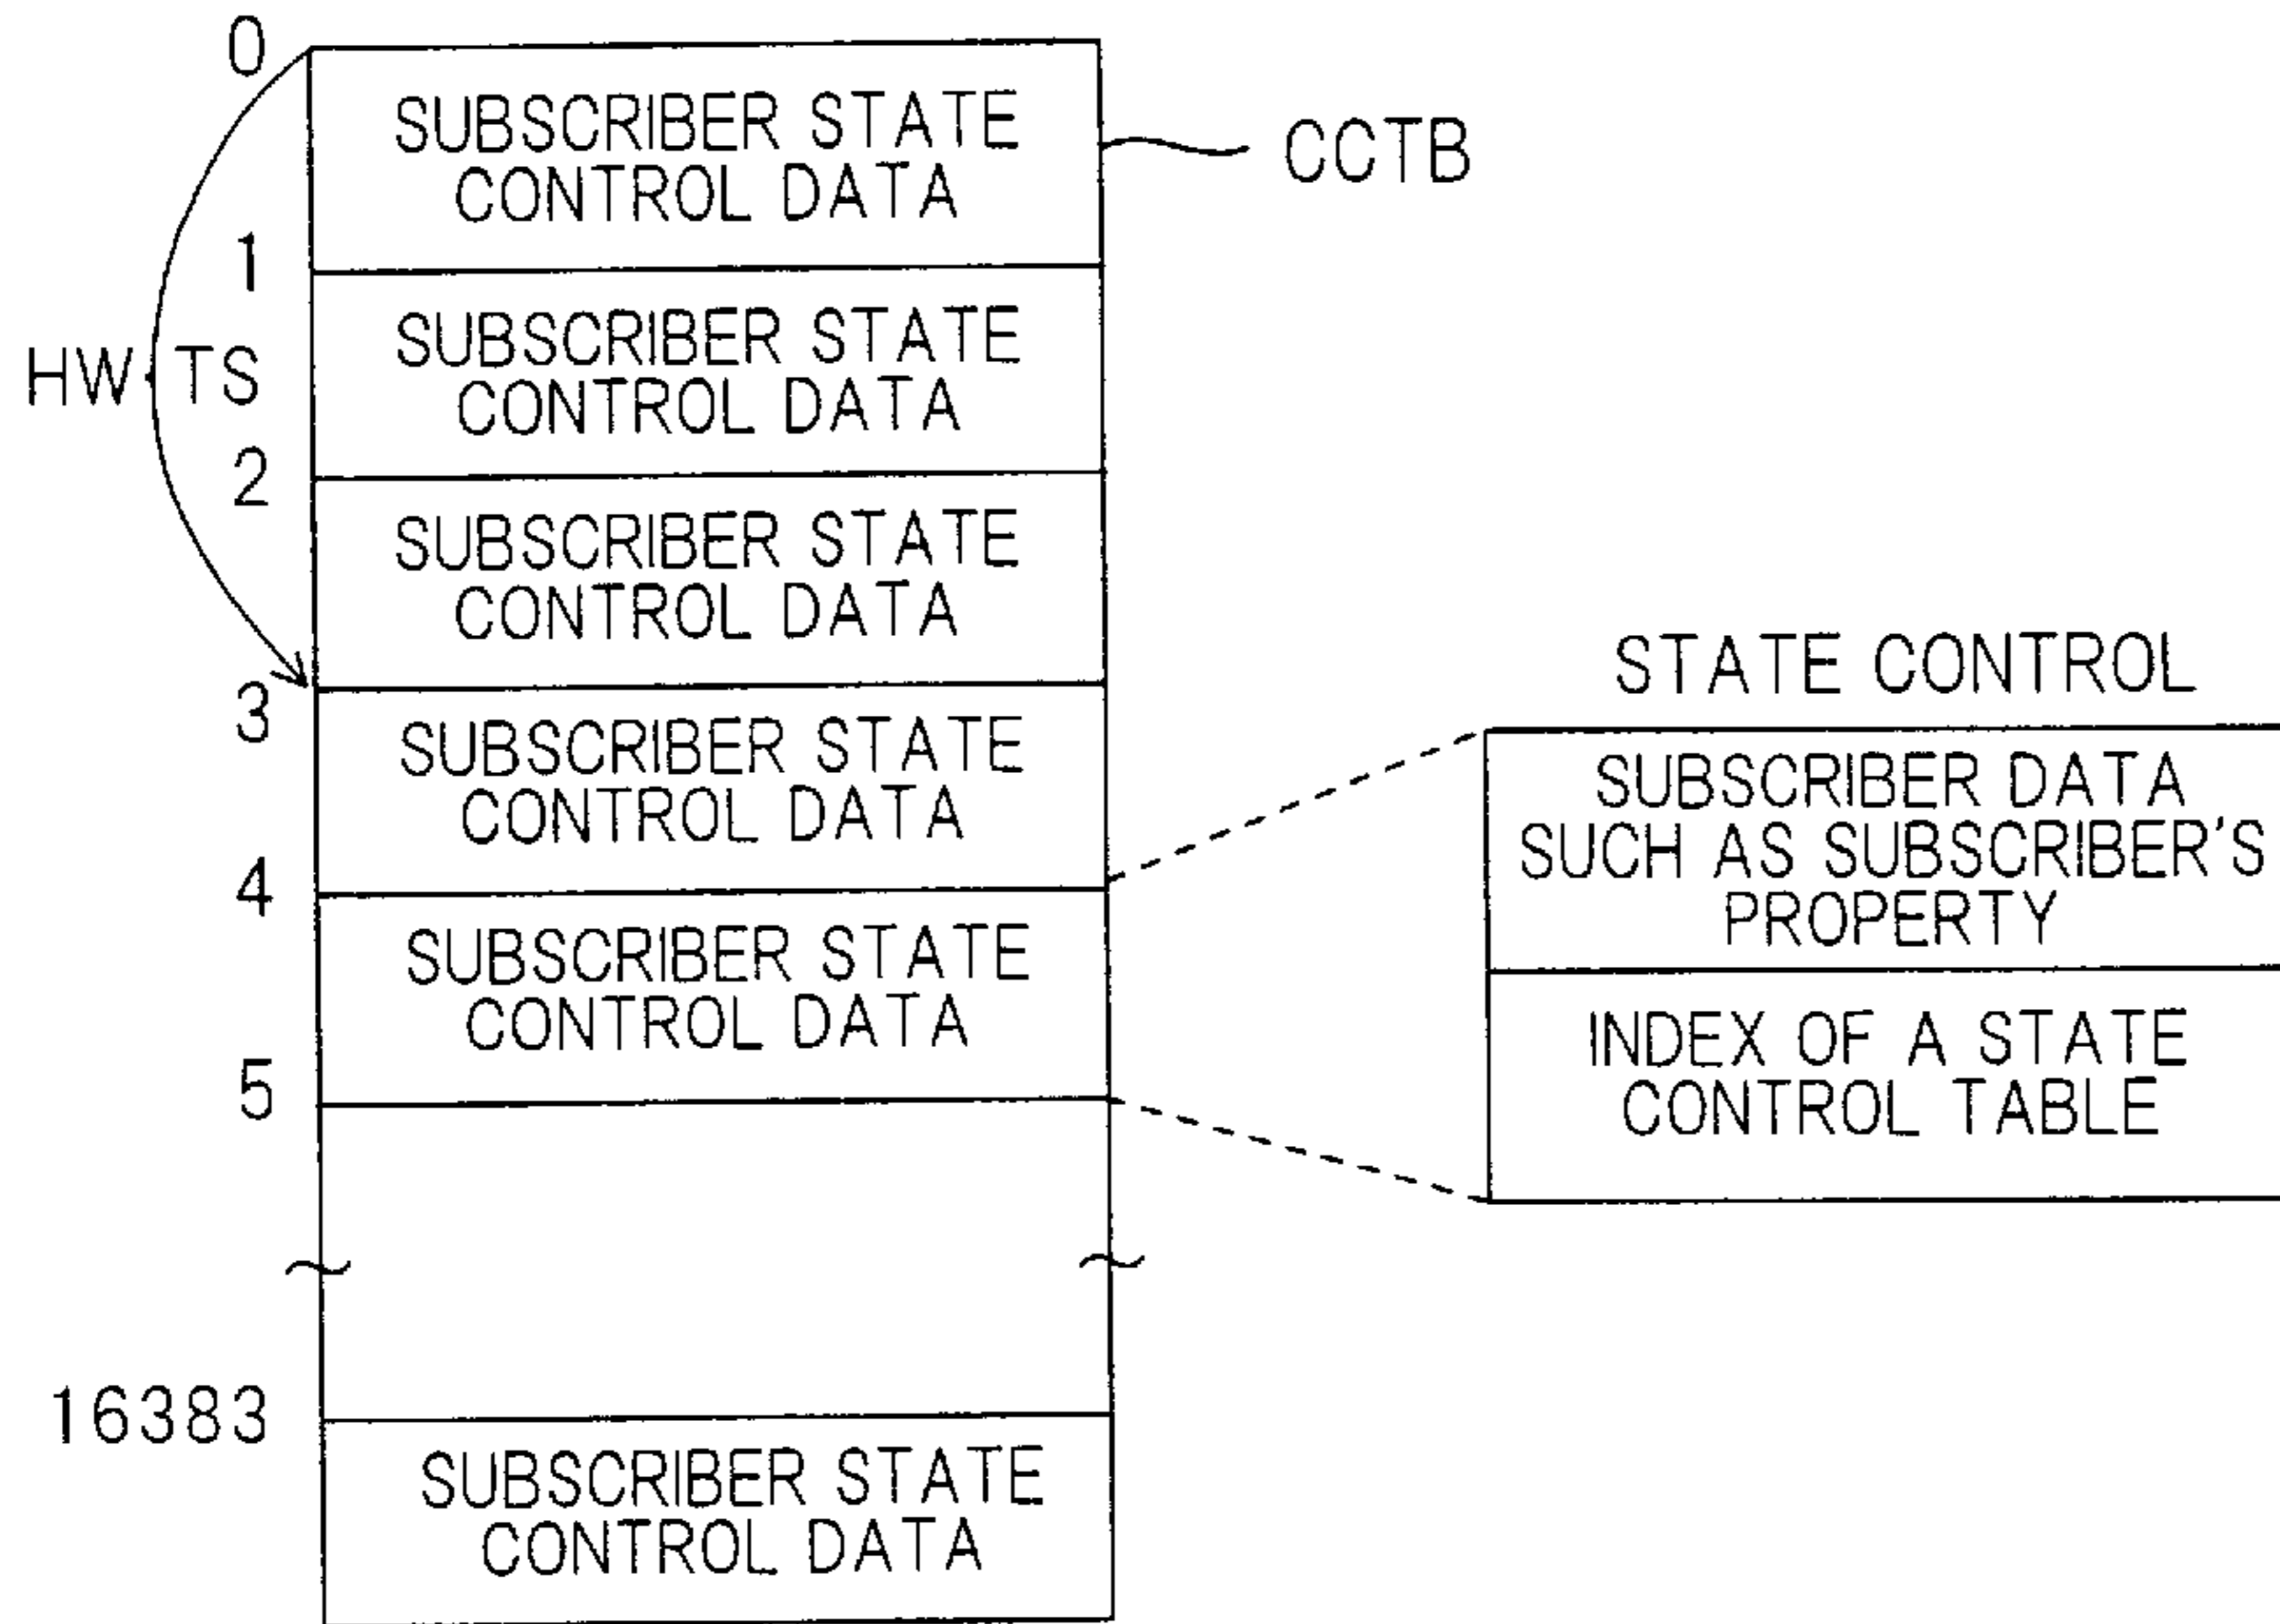 0
SUBSCRIBER STATE
CONTROL DATA
CCTB
1
SUBSCRIBER STATE
CONTROL DATA
HW TS
2
SUBSCRIBER STATE
CONTROL DATA
3
SUBSCRIBER STATE
CONTROL DATA
4
SUBSCRIBER STATE
CONTROL DATA
5
16383
SUBSCRIBER STATE
CONTROL DATA
STATE CONTROL
SUBSCRIBER DATA
SUCH AS SUBSCRIBER'S
PROPERTY
INDEX OF A STATE
CONTROL TABLE